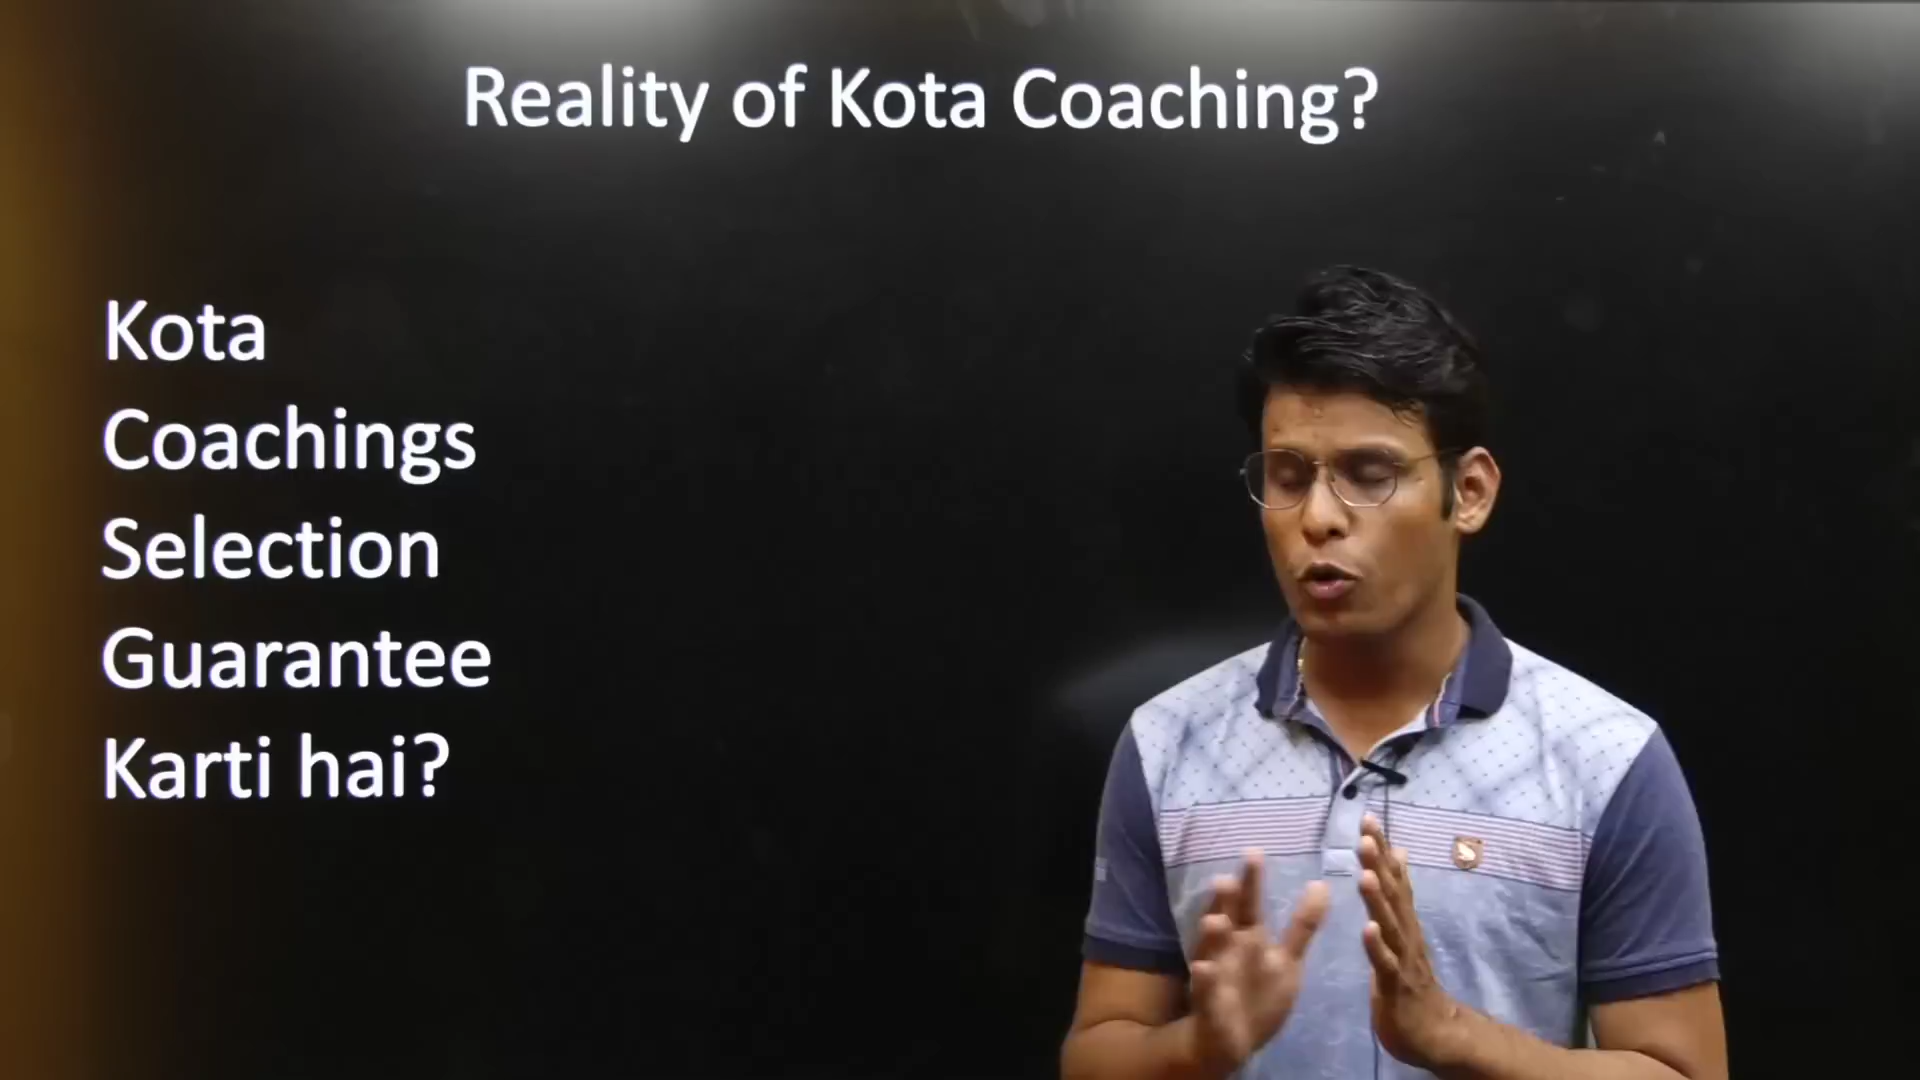 Reality of Kota Coaching?
Kota
Coachings
Selection
Guarantee
Karti hai?